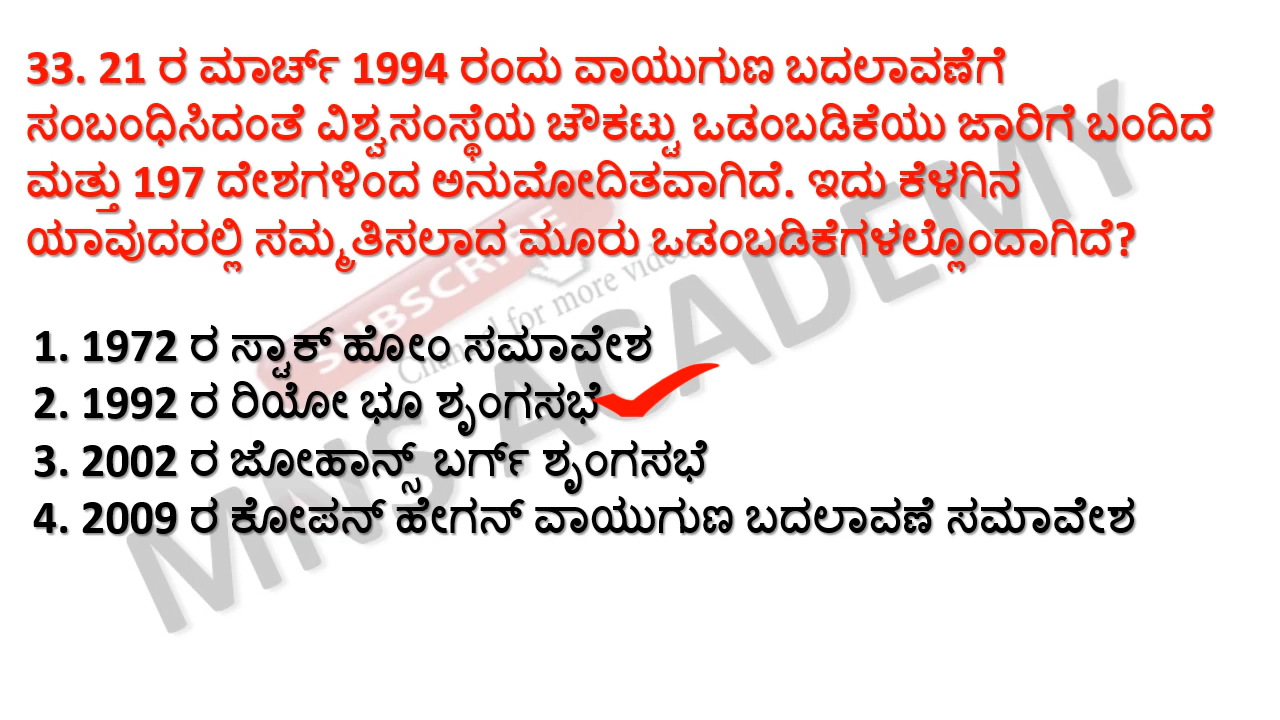 33. 21 ರ ಮಾರ್ಚ್ 1994 ರಂದು ವಾಯುಗುಣ ಬದಲಾವಣೆಗೆ
ಸಂಬಂಧಿಸಿದಂತೆ ವಿಶ್ವಸಂಸ್ಥೆಯ ಚೌಕಟ್ಟು ಒಡಂಬಡಿಕೆಯು ಜಾರಿಗೆ ಬಂದಿದೆ
ಮತ್ತು 197 ದೇಶಗಳಿಂದ ಅನುಮೋದಿತವಾಗಿದೆ. ಇದು ಕೆಳಗಿನ
ಯಾವುದರಲ್ಲಿ ಸಮ್ಮತಿಸಲಾದ ಮೂರು ಒಡಂಬಡಿಕೆಗಳಲ್ಲೊಂದಾಗಿದೆ?
1. 1972 ರ ಸ್ಟಾಕ್ ಹೋಂ ಸಮಾವೇಶ
2. 1992 ರ ರಿಯೋ ಭೂ ಶೃಂಗಸಭೆ
3. 2002 ರ ಜೋಹಾನ್ಸ್ ಬರ್ಗ್ ಶೃಂಗಸಭೆ
4. 2009 ರ ಕೋಪನ್ ಹೇಗನ್ ವಾಯುಗುಣ ಬದಲಾವಣೆ ಸಮಾವೇಶ
SUBSCRIBE
Channel for more videos
MNS ACADEMY